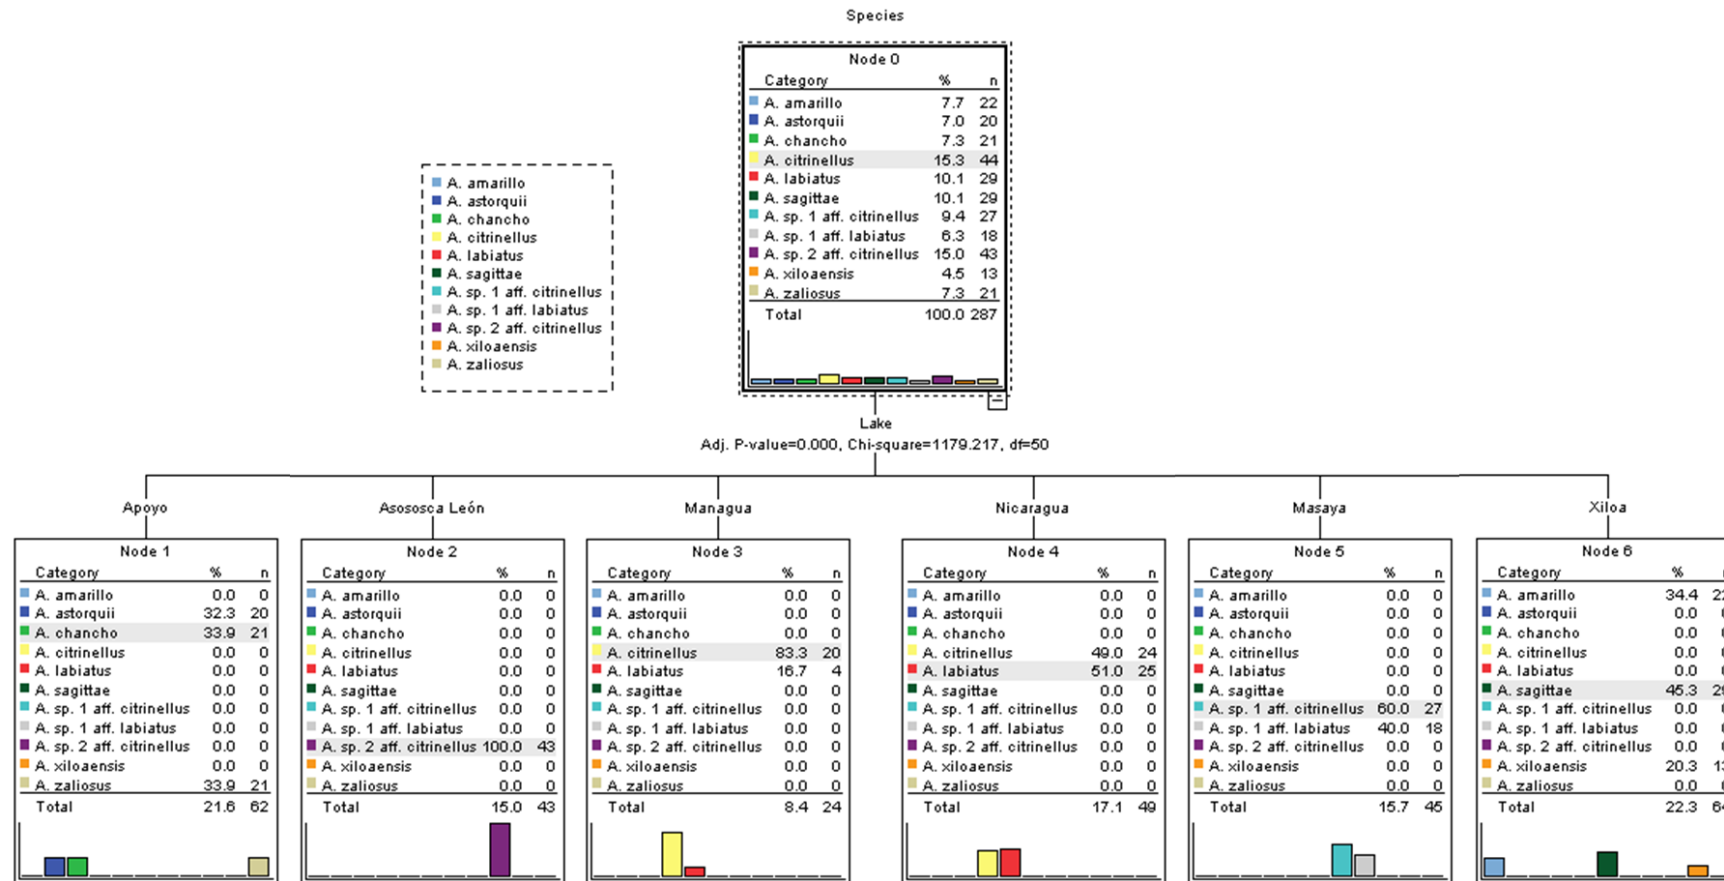 Species
Node 0
Category % n
A. amarillo 7.7 22
A. astorquii 7.0 20
A. chancho 7.3 21
A. citrinellus 15.3 44
A. labiatus 10.1 29
A. sagittae 10.1 29
A. sp. 1 aff. citrinellus 9.4 27
A. sp. 1 aff. labiatus 6.3 18
A. sp. 2 aff. citrinellus 15.0 43
A. xiloaensis 4.5 13
A. zaliosus 7.3 21
Total 100.0 287
A. amarillo
A. astorquii
A. chancho
A. citrinellus
A. labiatus
A. sagittae
A. sp. 1 aff. citrinellus
A. sp. 1 aff. labiatus
A. sp. 2 aff. citrinellus
A. xiloaensis
A. zaliosus
Lake
Adj. P-value=0.000, Chi-square=1179.217, df=50
Apoyo
Node 1
Category % n
A. amarillo 0.0 0
A. astorquii 32.3 20
A. chancho 33.9 21
A. citrinellus 0.0 0
A. labiatus 0.0 0
A. sagittae 0.0 0
A. sp. 1 aff. citrinellus 0.0 0
A. sp. 1 aff. labiatus 0.0 0
A. sp. 2 aff. citrinellus 0.0 0
A. xiloaensis 0.0 0
A. zaliosus 33.9 21
Total 21.6 62
Asososca León
Node 2
Category % n
A. amarillo 0.0 0
A. astorquii 0.0 0
A. chancho 0.0 0
A. citrinellus 0.0 0
A. labiatus 0.0 0
A. sagittae 0.0 0
A. sp. 1 aff. citrinellus 0.0 0
A. sp. 1 aff. labiatus 0.0 0
A. sp. 2 aff. citrinellus 100.0 43
A. xiloaensis 0.0 0
A. zaliosus 0.0 0
Total 15.0 43
Managua
Node 3
Category % n
A. amarillo 0.0 0
A. astorquii 0.0 0
A. chancho 0.0 0
A. citrinellus 83.3 20
A. labiatus 16.7 4
A. sagittae 0.0 0
A. sp. 1 aff. citrinellus 0.0 0
A. sp. 1 aff. labiatus 0.0 0
A. sp. 2 aff. citrinellus 0.0 0
A. xiloaensis 0.0 0
A. zaliosus 0.0 0
Total 8.4 24
Nicaragua
Node 4
Category % n
A. amarillo 0.0 0
A. astorquii 0.0 0
A. chancho 0.0 0
A. citrinellus 49.0 24
A. labiatus 51.0 25
A. sagittae 0.0 0
A. sp. 1 aff. citrinellus 0.0 0
A. sp. 1 aff. labiatus 0.0 0
A. sp. 2 aff. citrinellus 0.0 0
A. xiloaensis 0.0 0
A. zaliosus 0.0 0
Total 17.1 49
Masaya
Node 5
Category % n
A. amarillo 0.0 0
A. astorquii 0.0 0
A. chancho 0.0 0
A. citrinellus 0.0 0
A. labiatus 0.0 0
A. sagittae 0.0 0
A. sp. 1 aff. citrinellus 60.0 27
A. sp. 1 aff. labiatus 40.0 18
A. sp. 2 aff. citrinellus 0.0 0
A. xiloaensis 0.0 0
A. zaliosus 0.0 0
Total 15.7 45
Xiloa
Node 6
Category %
A. amarillo 34.4
A. astorquii 0.0
A. chancho 0.0
A. citrinellus 0.0
A. labiatus 0.0
A. sagittae 45.3
A. sp. 1 aff. citrinellus 0.0
A. sp. 1 aff. labiatus 0.0
A. sp. 2 aff. citrinellus 0.0
A. xiloaensis 20.3
A. zaliosus 0.0
Total 22.3